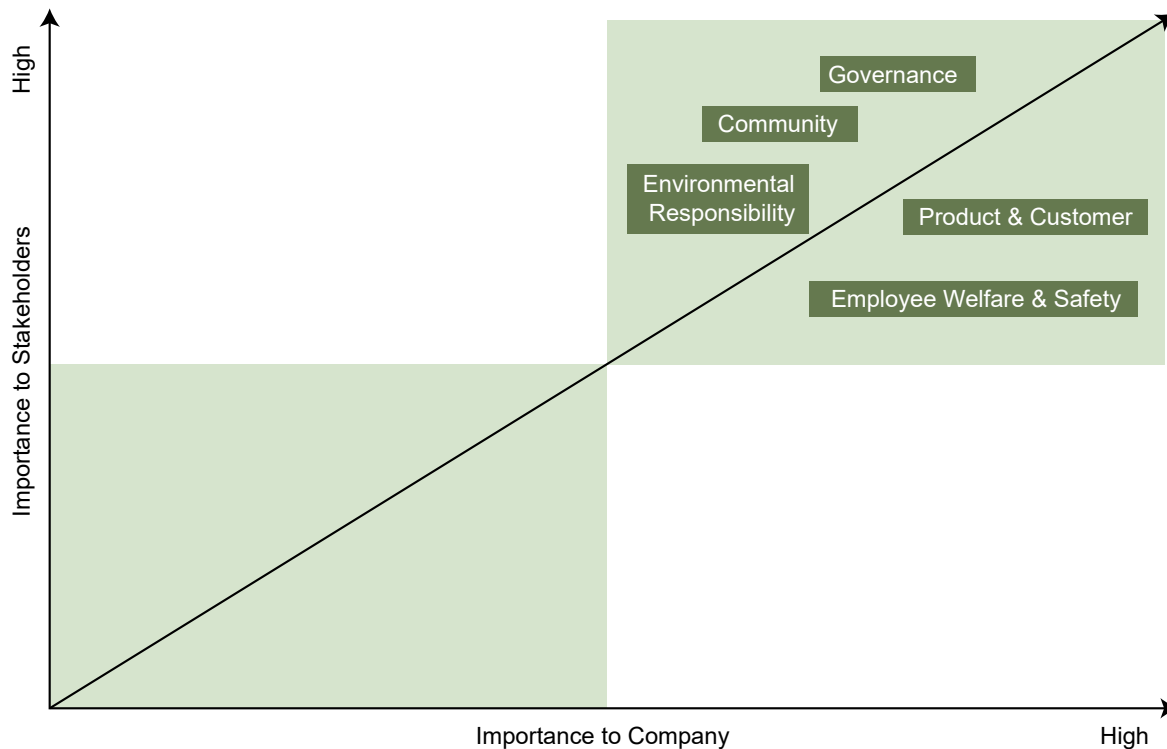 High
Importance to Stakeholders
Governance
Community
Environmental
Responsibility
Product & Customer
Employee Welfare & Safety
Importance to Company
High